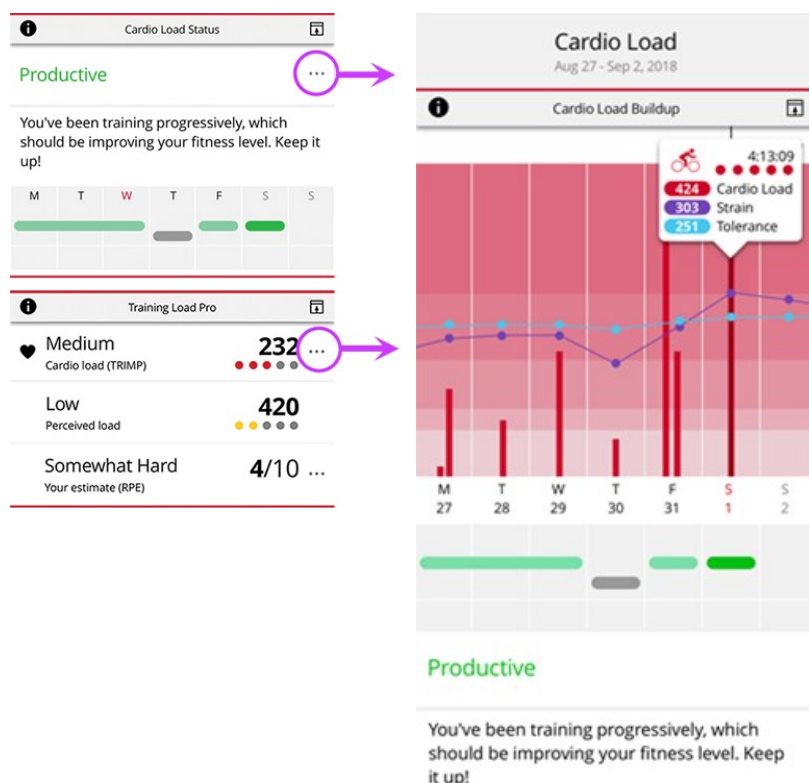 Cardio Load Status
Productive
You've been training progressively, which
should be improving your fitness level. Keep it
up!
M T W T F S S
Training Load Pro
Medium 232
Cardio load (TRIMP)
Low 420
Perceived load
Somewhat Hard 4/10
Your estimate (RPE)
Cardio Load
Aug 27 - Sep 2, 2018
Cardio Load Buildup
4:13:09
424 Cardio Load
303 Strain
251 Tolerance
M T W T F S S
27 28 29 30 31 1 2
Productive
You've been training progressively, which
should be improving your fitness level. Keep
it up!